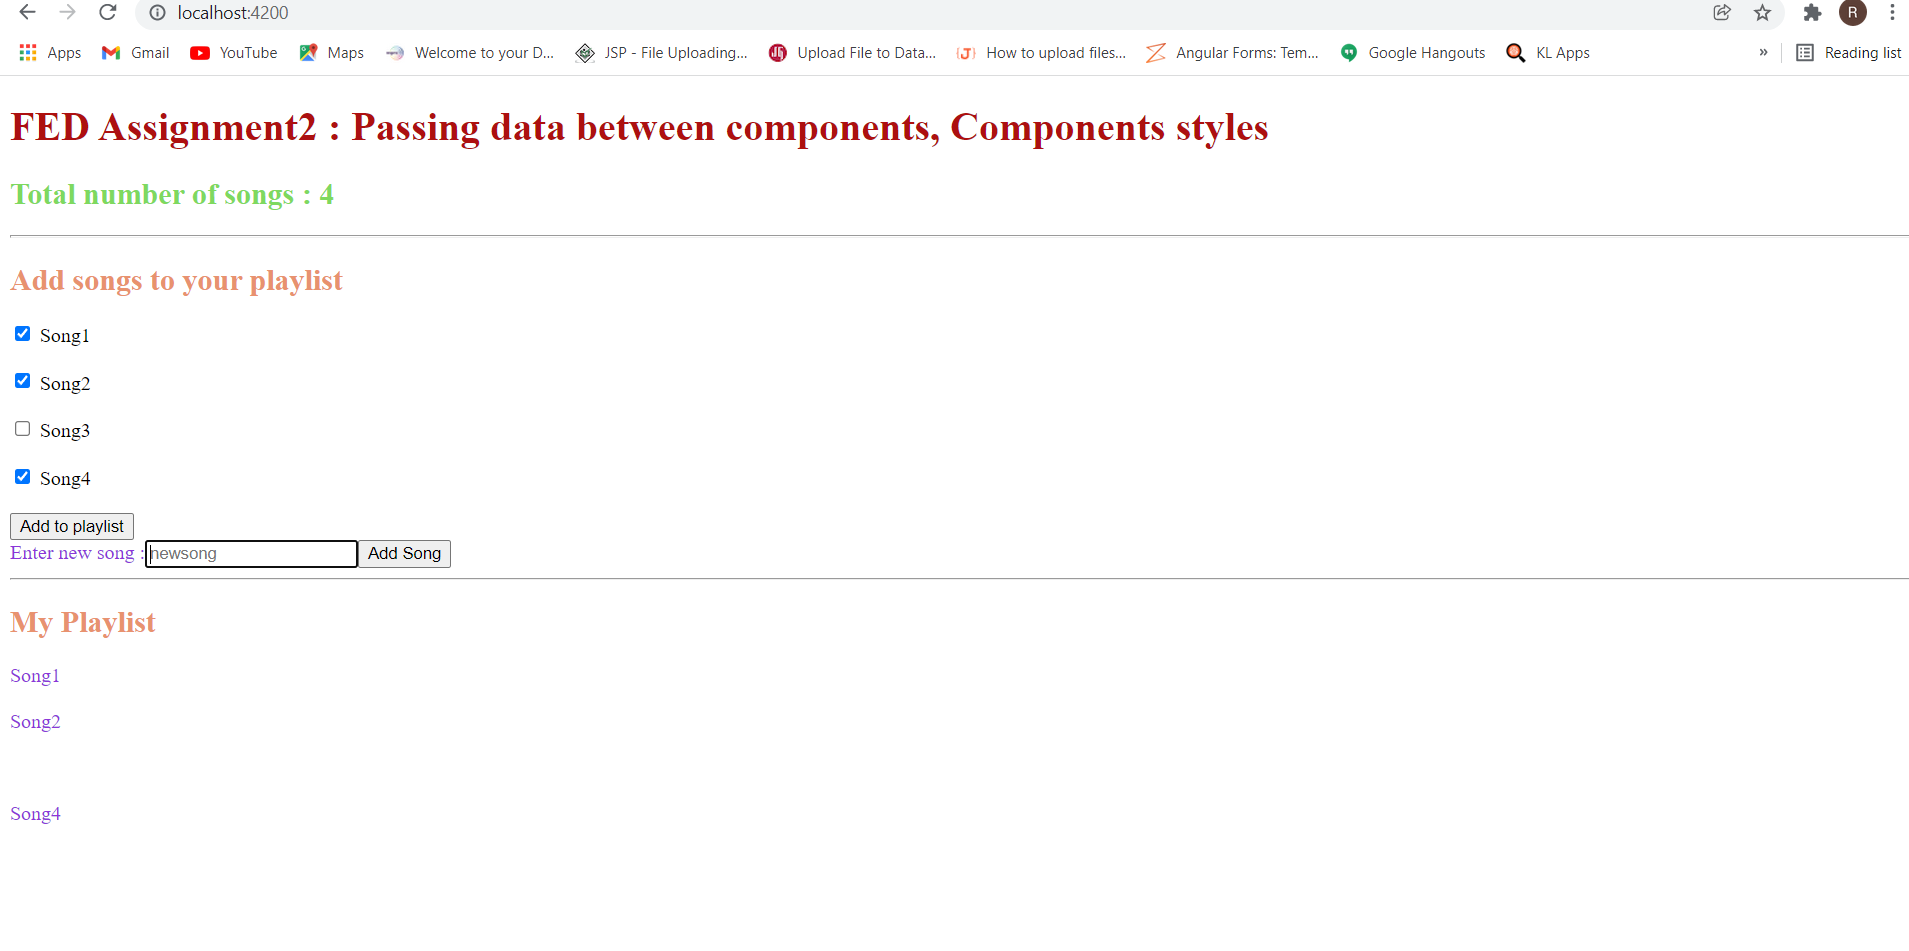 localhost:4200
R
Apps Gmail YouTube Maps Welcome to your D... JSP - File Uploading... Upload File to Data... How to upload files... Angular Forms: Tem... Google Hangouts KL Apps » Reading list
FED Assignment2 : Passing data between components, Components styles
Total number of songs : 4
Add songs to your playlist
Song1
Song2
Song3
Song4
Add to playlist
Enter new song : newsong Add Song
My Playlist
Song1
Song2
Song4